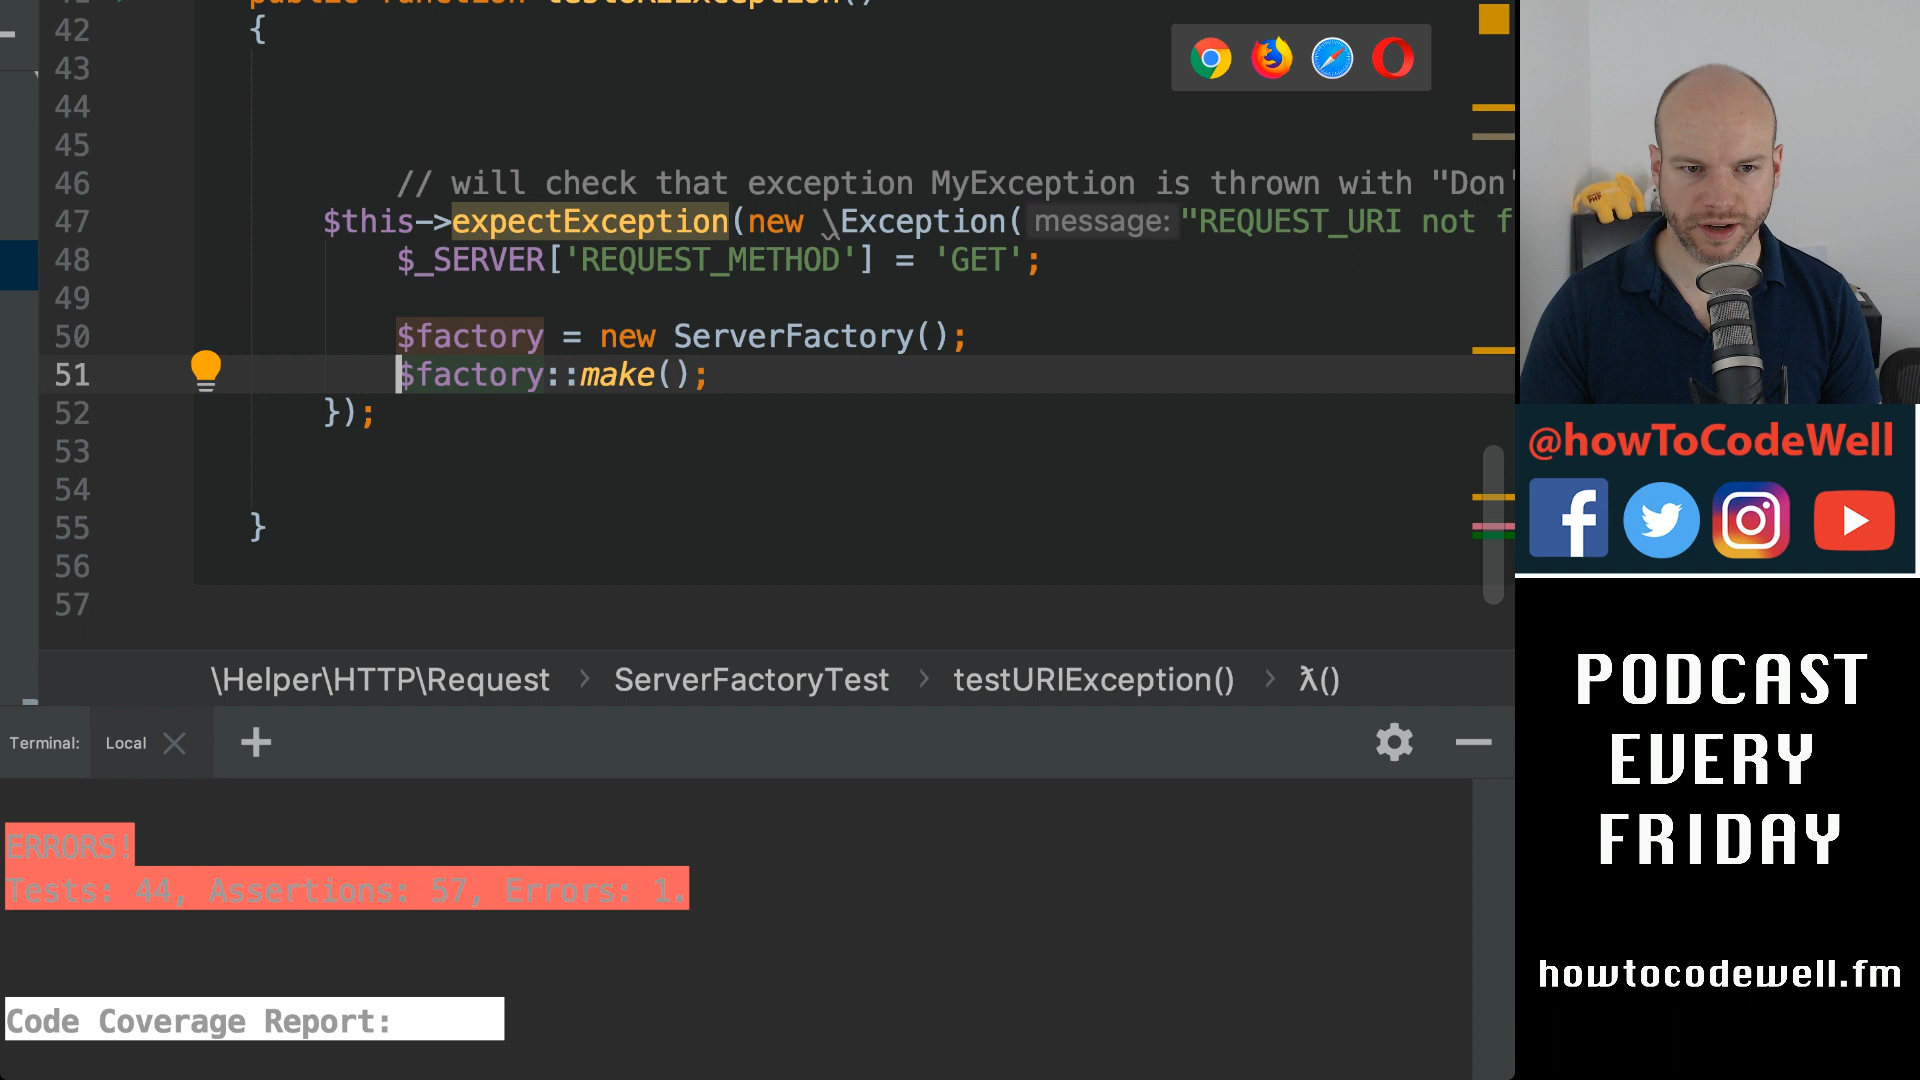 42 {
43
44
45
46 // will check that exception MyException is thrown with "Don'
47 $this->expectException(new \Exception( message: "REQUEST_URI not f
48 $_SERVER['REQUEST_METHOD'] = 'GET';
49
50 $factory = new ServerFactory();
51 $factory::make();
52 });
53
54
55 }
56
57
\Helper\HTTP\Request > ServerFactoryTest > testURIException() > λ()
Terminal: Local
ERRORS!
Tests: 44, Assertions: 57, Errors: 1.
Code Coverage Report:
@howToCodeWell
PODCAST
EVERY
FRIDAY
howtocodewell.fm